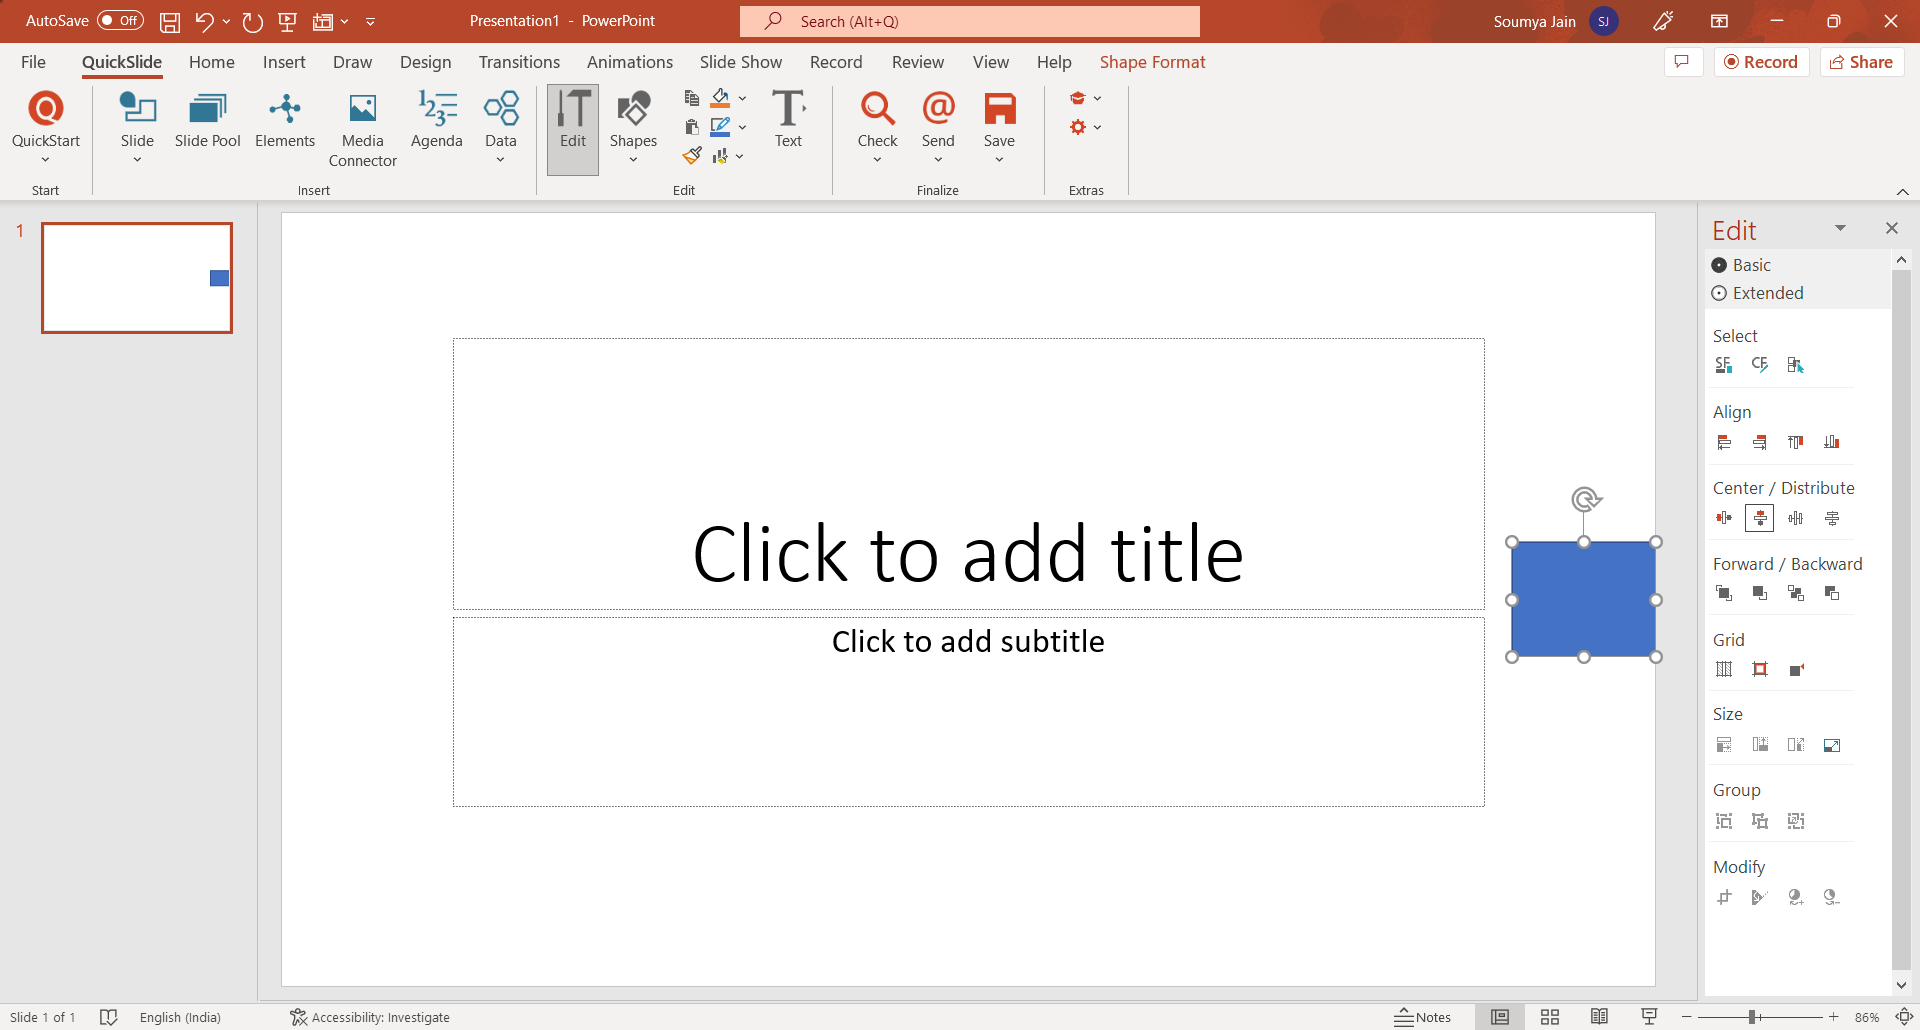 AutoSave Off
Presentation1 - PowerPoint
Search (Alt+Q)
Soumya Jain SJ
File QuickSlide Home Insert Draw Design Transitions Animations Slide Show Record Review View Help Shape Format
Record Share
QuickStart Slide Slide Pool Elements Media Connector Agenda Data Edit Shapes Text Check Send Save
Start Insert Edit Finalize Extras
1
Click to add title
Click to add subtitle
Edit
Basic
Extended
Select
SF CF
Align
Center / Distribute
Forward / Backward
Grid
Size
Group
Modify
Slide 1 of 1 English (India) Accessibility: Investigate Notes 86%